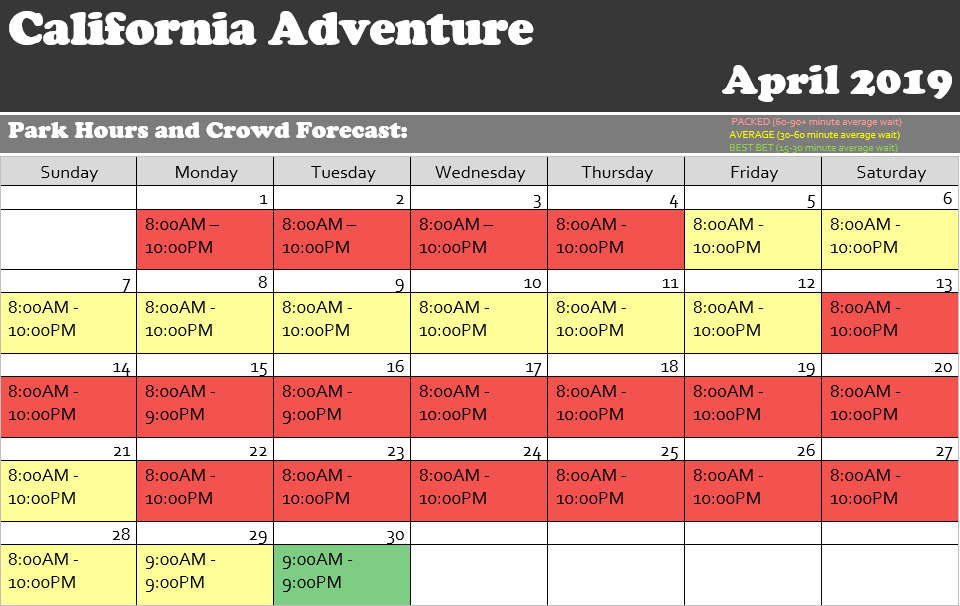 California Adventure
April 2019
Park Hours and Crowd Forecast:
PACKED (60-90+ minute average wait)
AVERAGE (30-60 minute average wait)
BEST BET (15-30 minute average wait)
Sunday Monday Tuesday Wednesday Thursday Friday Saturday
1 2 3 4 5 6
8:00AM – 8:00AM – 8:00AM – 8:00AM - 8:00AM - 8:00AM -
10:00PM 10:00PM 10:00PM 10:00PM 10:00PM 10:00PM
7 8 9 10 11 12 13
8:00AM - 8:00AM - 8:00AM - 8:00AM - 8:00AM - 8:00AM - 8:00AM -
10:00PM 10:00PM 10:00PM 10:00PM 10:00PM 10:00PM 10:00PM
14 15 16 17 18 19 20
8:00AM - 8:00AM - 8:00AM - 8:00AM - 8:00AM - 8:00AM - 8:00AM -
10:00PM 9:00PM 9:00PM 10:00PM 10:00PM 10:00PM 10:00PM
21 22 23 24 25 26 27
8:00AM - 8:00AM - 8:00AM - 8:00AM - 8:00AM - 8:00AM - 8:00AM -
10:00PM 10:00PM 10:00PM 10:00PM 10:00PM 10:00PM 10:00PM
28 29 30
8:00AM - 9:00AM - 9:00AM -
10:00PM 9:00PM 9:00PM